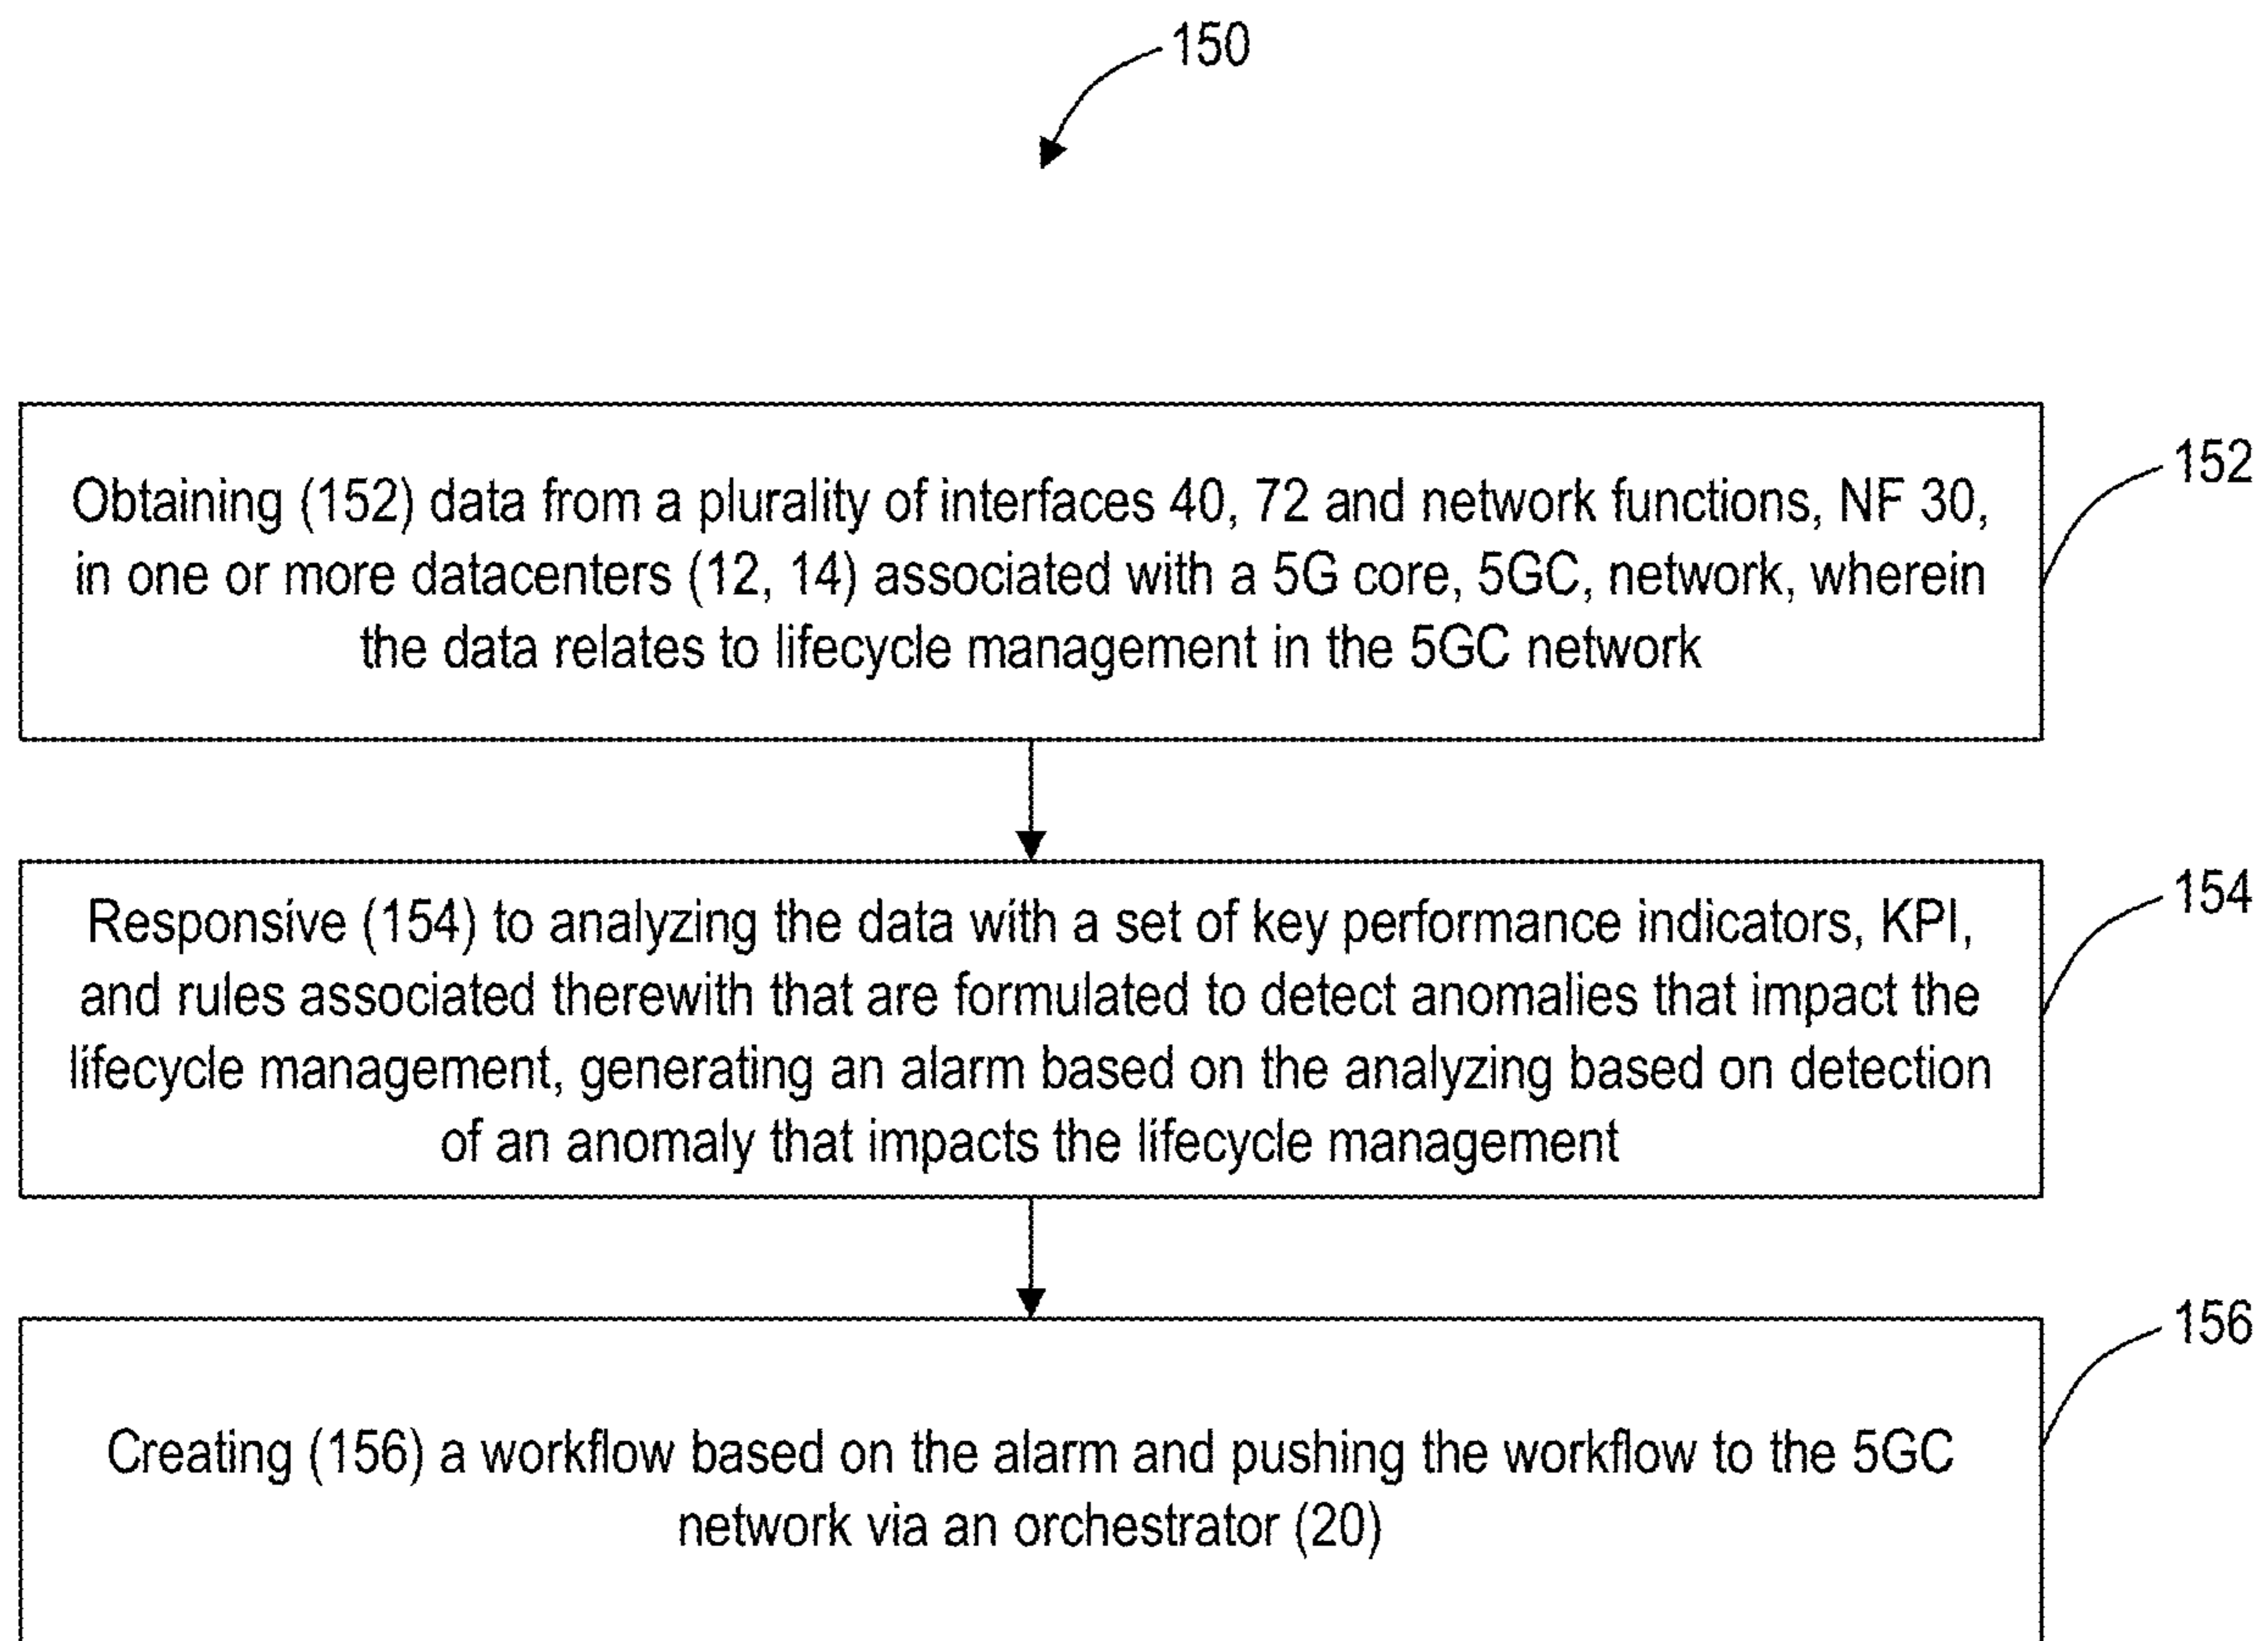 150
Obtaining (152) data from a plurality of interfaces 40, 72 and network functions, NF 30,
in one or more datacenters (12, 14) associated with a 5G core, 5GC, network, wherein
the data relates to lifecycle management in the 5GC network
152
Responsive (154) to analyzing the data with a set of key performance indicators, KPI,
and rules associated therewith that are formulated to detect anomalies that impact the
lifecycle management, generating an alarm based on the analyzing based on detection
of an anomaly that impacts the lifecycle management
154
Creating (156) a workflow based on the alarm and pushing the workflow to the 5GC
network via an orchestrator (20)
156